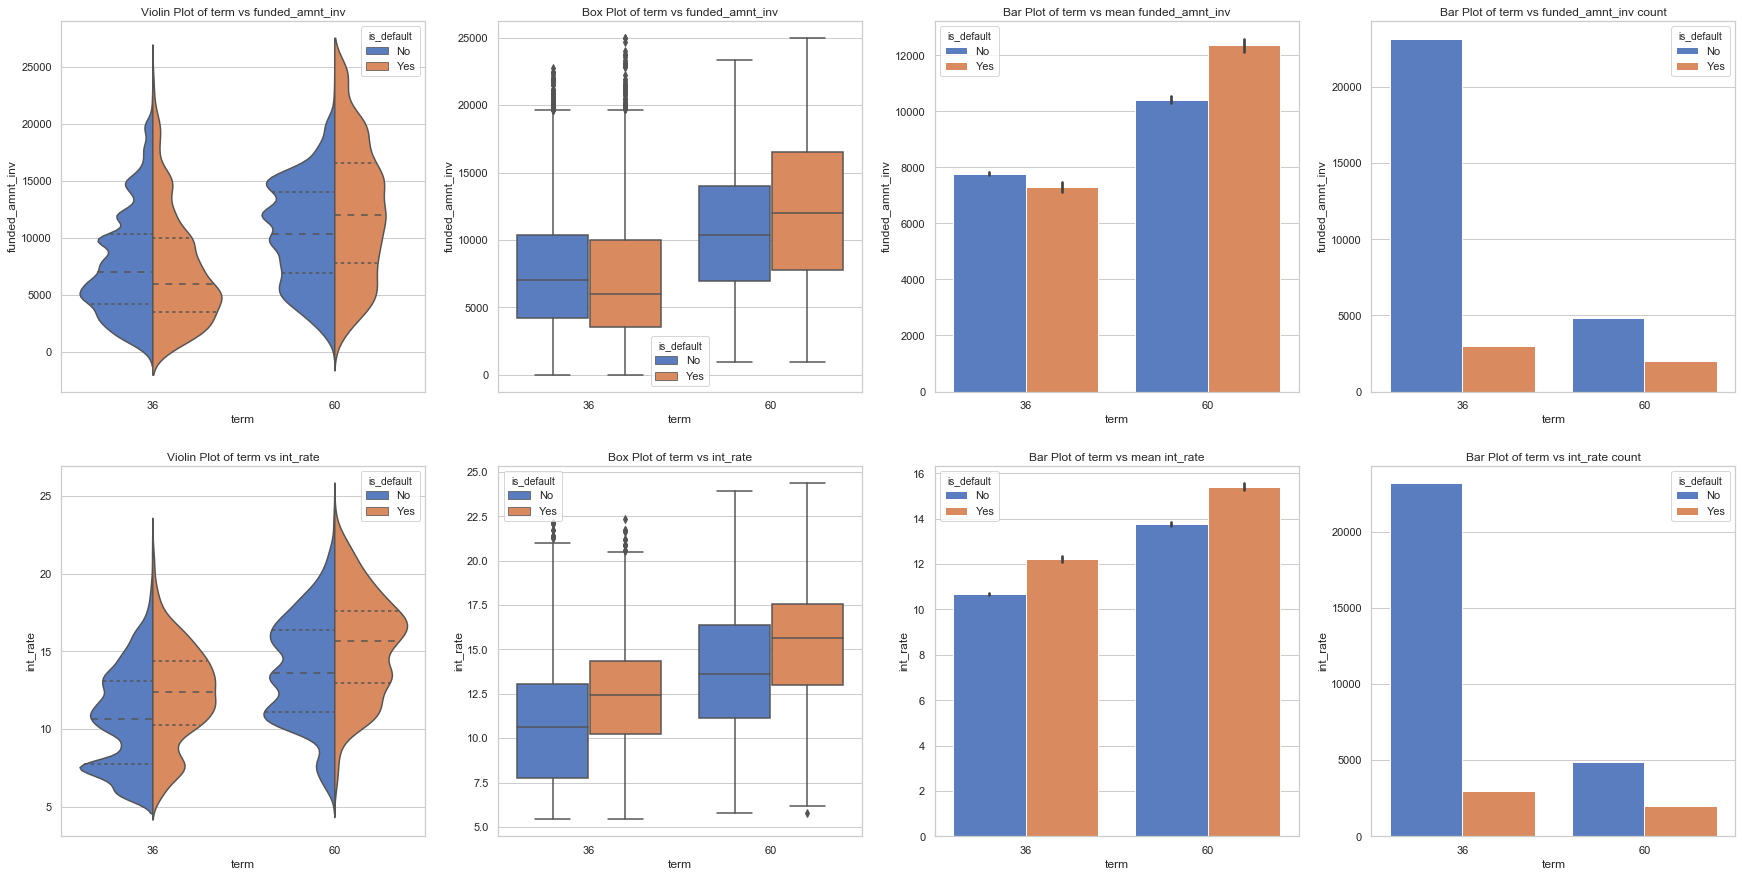 Violin Plot of term vs funded_amnt_inv
funded_amnt_inv
25000
20000
15000
10000
5000
0
is_default
No
Yes
36
60
term
Box Plot of term vs funded_amnt_inv
funded_amnt_inv
25000
20000
15000
10000
5000
0
is_default
No
Yes
36
60
term
Bar Plot of term vs mean funded_amnt_inv
funded_amnt_inv
12000
10000
8000
6000
4000
2000
0
is_default
No
Yes
36
60
term
Bar Plot of term vs funded_amnt_inv count
funded_amnt_inv
20000
15000
10000
5000
0
is_default
No
Yes
36
60
term
Violin Plot of term vs int_rate
int_rate
25
20
15
10
5
is_default
No
Yes
36
60
term
Box Plot of term vs int_rate
int_rate
25.0
22.5
20.0
17.5
15.0
12.5
10.0
7.5
5.0
is_default
No
Yes
36
60
term
Bar Plot of term vs mean int_rate
int_rate
16
14
12
10
8
6
4
2
0
is_default
No
Yes
36
60
term
Bar Plot of term vs int_rate count
int_rate
20000
15000
10000
5000
0
is_default
No
Yes
36
60
term